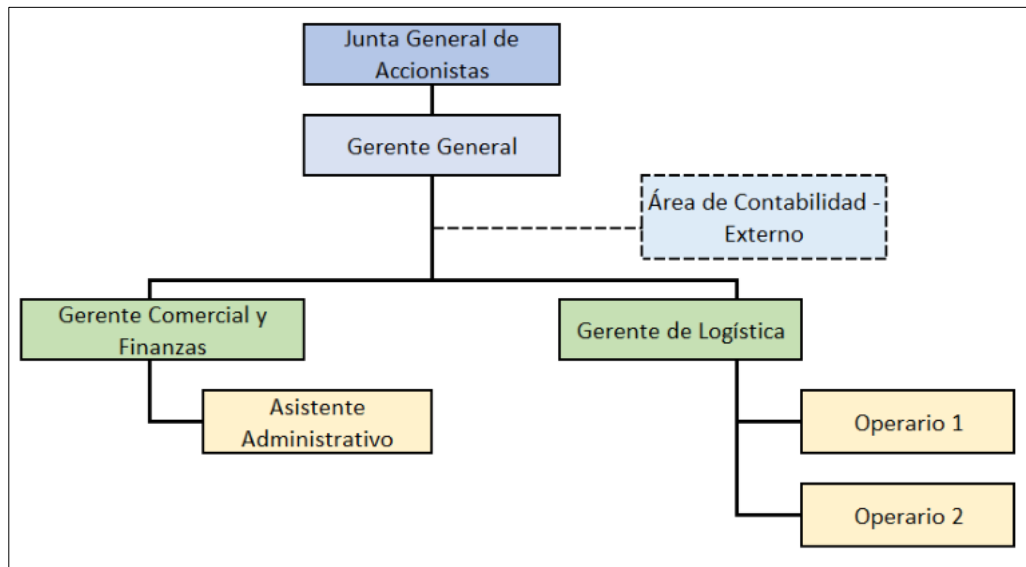 Junta General de
Accionistas
Gerente General
Área de Contabilidad -
Externo
Gerente Comercial y
Finanzas
Gerente de Logística
Asistente
Administrativo
Operario 1
Operario 2